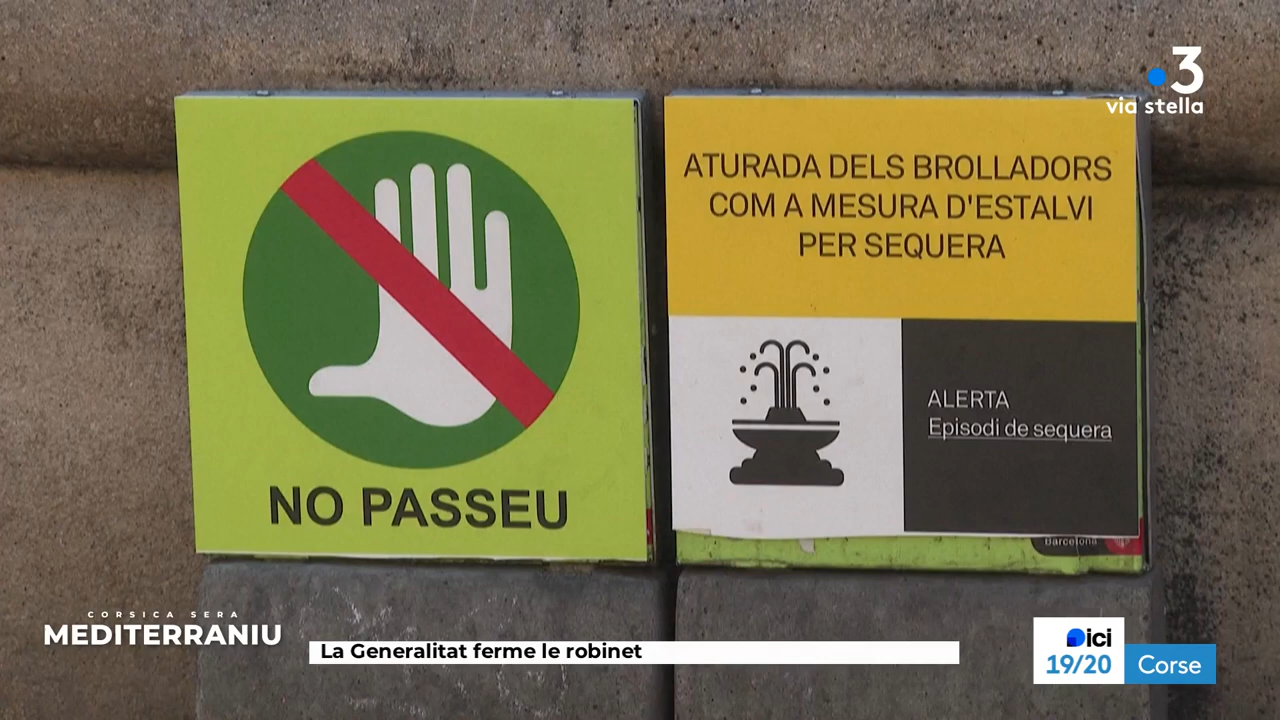 3
via stella
ATURADA DELS BROLLADORS
COM A MESURA D'ESTALVI
PER SEQUERA
ALERTA
Episodi de sequera
NO PASSEU
Barcelona
CORSICA SERA
MEDITERRANIU
La Generalitat ferme le robinet
ici
19/20
Corse